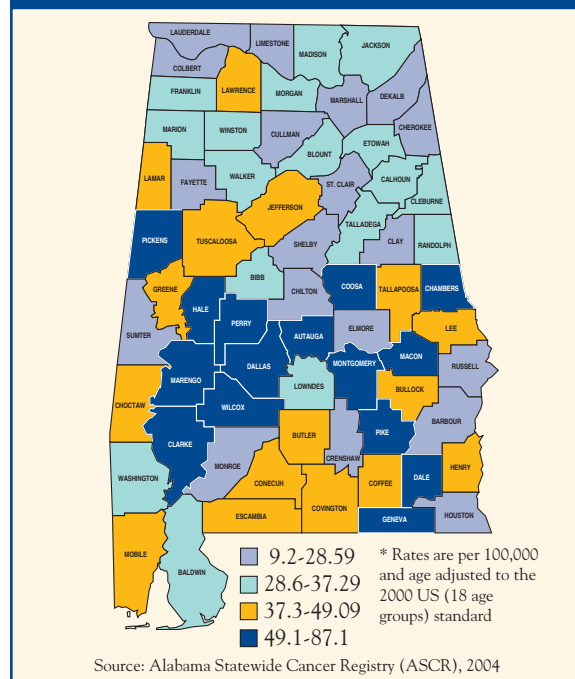 LAUDERDALE
LIMESTONE
MADISON
JACKSON
COLBERT
FRANKLIN
LAWRENCE
MORGAN
MARSHALL
DEKALB
MARION
WINSTON
CULLMAN
ETOWAH
CHEROKEE
BLOUNT
LAMAR
FAYETTE
WALKER
ST. CLAIR
CALHOUN
CLEBURNE
JEFFERSON
TALLADEGA
PICKENS
TUSCALOOSA
SHELBY
CLAY
RANDOLPH
BIBB
GREENE
HALE
CHILTON
COOSA
TALLAPOOSA
CHAMBERS
SUMTER
PERRY
AUTAUGA
ELMORE
LEE
MARENGO
DALLAS
MONTGOMERY
MACON
RUSSELL
CHOCTAW
WILCOX
LOWNDES
BULLOCK
CLARKE
BUTLER
PIKE
BARBOUR
WASHINGTON
MONROE
CRENSHAW
CONECUH
COFFEE
DALE
HENRY
ESCAMBIA
COVINGTON
GENEVA
HOUSTON
MOBILE
BALDWIN
9.2-28.59
28.6-37.29
37.3-49.09
49.1-87.1
* Rates are per 100,000
and age adjusted to the
2000 US (18 age
groups) standard
Source: Alabama Statewide Cancer Registry (ASCR), 2004